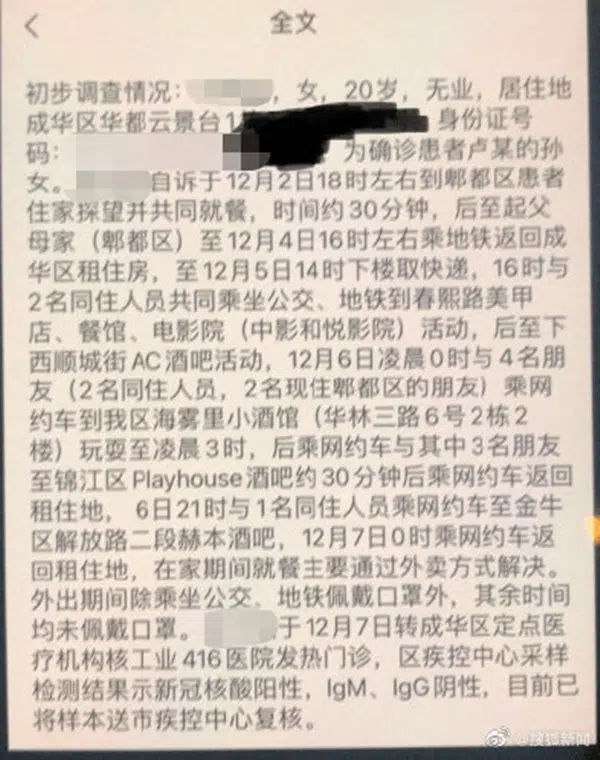 全文
初步调查情况：，女，20岁，无业，居住地
成华区华都云景台1 身份证号
码： 为确诊患者卢某的孙
女。自诉于12月2日18时左右到郫都区患者
住家探望并共同就餐，时间约30分钟，后至起父
母家（郫都区）至12月4日16时左右乘地铁返回成
华区租住房，至12月5日14时下楼取快递，16时与
2名同住人员共同乘坐公交、地铁到春熙路美甲
店、餐馆、电影院（中影和悦影院）活动，后至下
西顺城街AC酒吧活动，12月6日凌晨0时与4名朋
友（2名同住人员，2名现住郫都区的朋友）乘网
约车到我区海雾里小酒馆（华林三路6号2栋2
楼）玩耍至凌晨3时，后乘网约车与其中3名朋友
至锦江区Playhouse酒吧约30分钟后乘网约车返回
租住地，6日21时与1名同住人员乘网约车至金牛
区解放路二段赫本酒吧，12月7日0时乘网约车返
回租住地，在家期间就餐主要通过外卖方式解决。
外出期间除乘坐公交、地铁佩戴口罩外，其余时间
均未佩戴口罩。于12月7日转成华区定点医
疗机构核工业416医院发热门诊，区疾控中心采样
检测结果示新冠核酸阳性，IgM、IgG阴性，目前已
将样本送市疾控中心复核。
@搜狐新闻